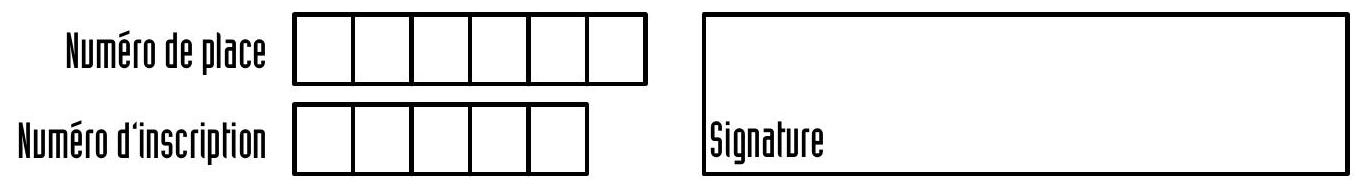 Numéro de place
Numéro d'inscription
Signature